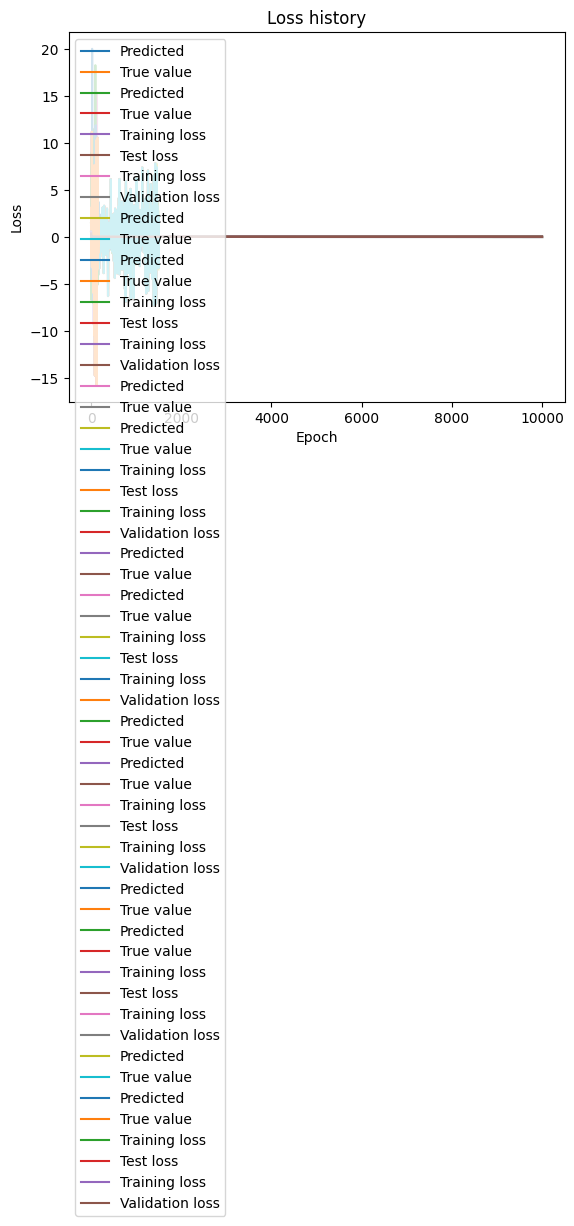 Loss history
20
15
10
5
0
−5
−10
−15
Loss
0
2000
4000
6000
8000
10000
Epoch
Predicted
True value
Predicted
True value
Training loss
Test loss
Training loss
Validation loss
Predicted
True value
Predicted
True value
Training loss
Test loss
Training loss
Validation loss
Predicted
True value
Predicted
True value
Training loss
Test loss
Training loss
Validation loss
Predicted
True value
Predicted
True value
Training loss
Test loss
Training loss
Validation loss
Predicted
True value
Predicted
True value
Training loss
Test loss
Training loss
Validation loss
Predicted
True value
Predicted
True value
Training loss
Test loss
Training loss
Validation loss
Predicted
True value
Predicted
True value
Training loss
Test loss
Training loss
Validation loss